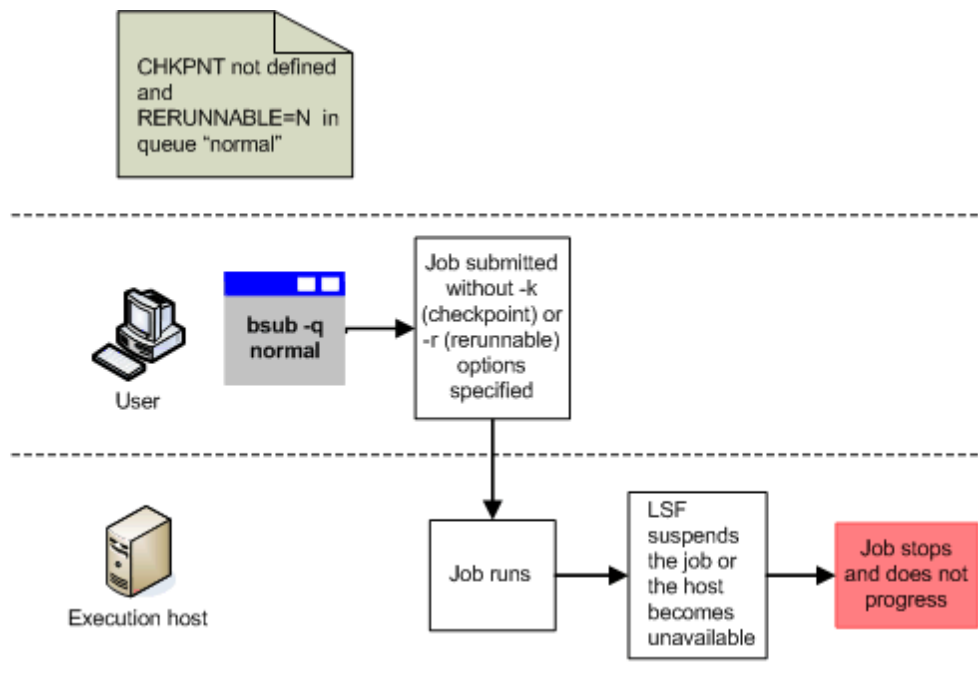 CHKPNT not defined
and
RERUNNABLE=N in
queue “normal”
User
bsub -q
normal
Job submitted
without -k
(checkpoint) or
-r (rerunnable)
options
specified
Execution host
Job runs
LSF
suspends
the job or
the host
becomes
unavailable
Job stops
and does not
progress